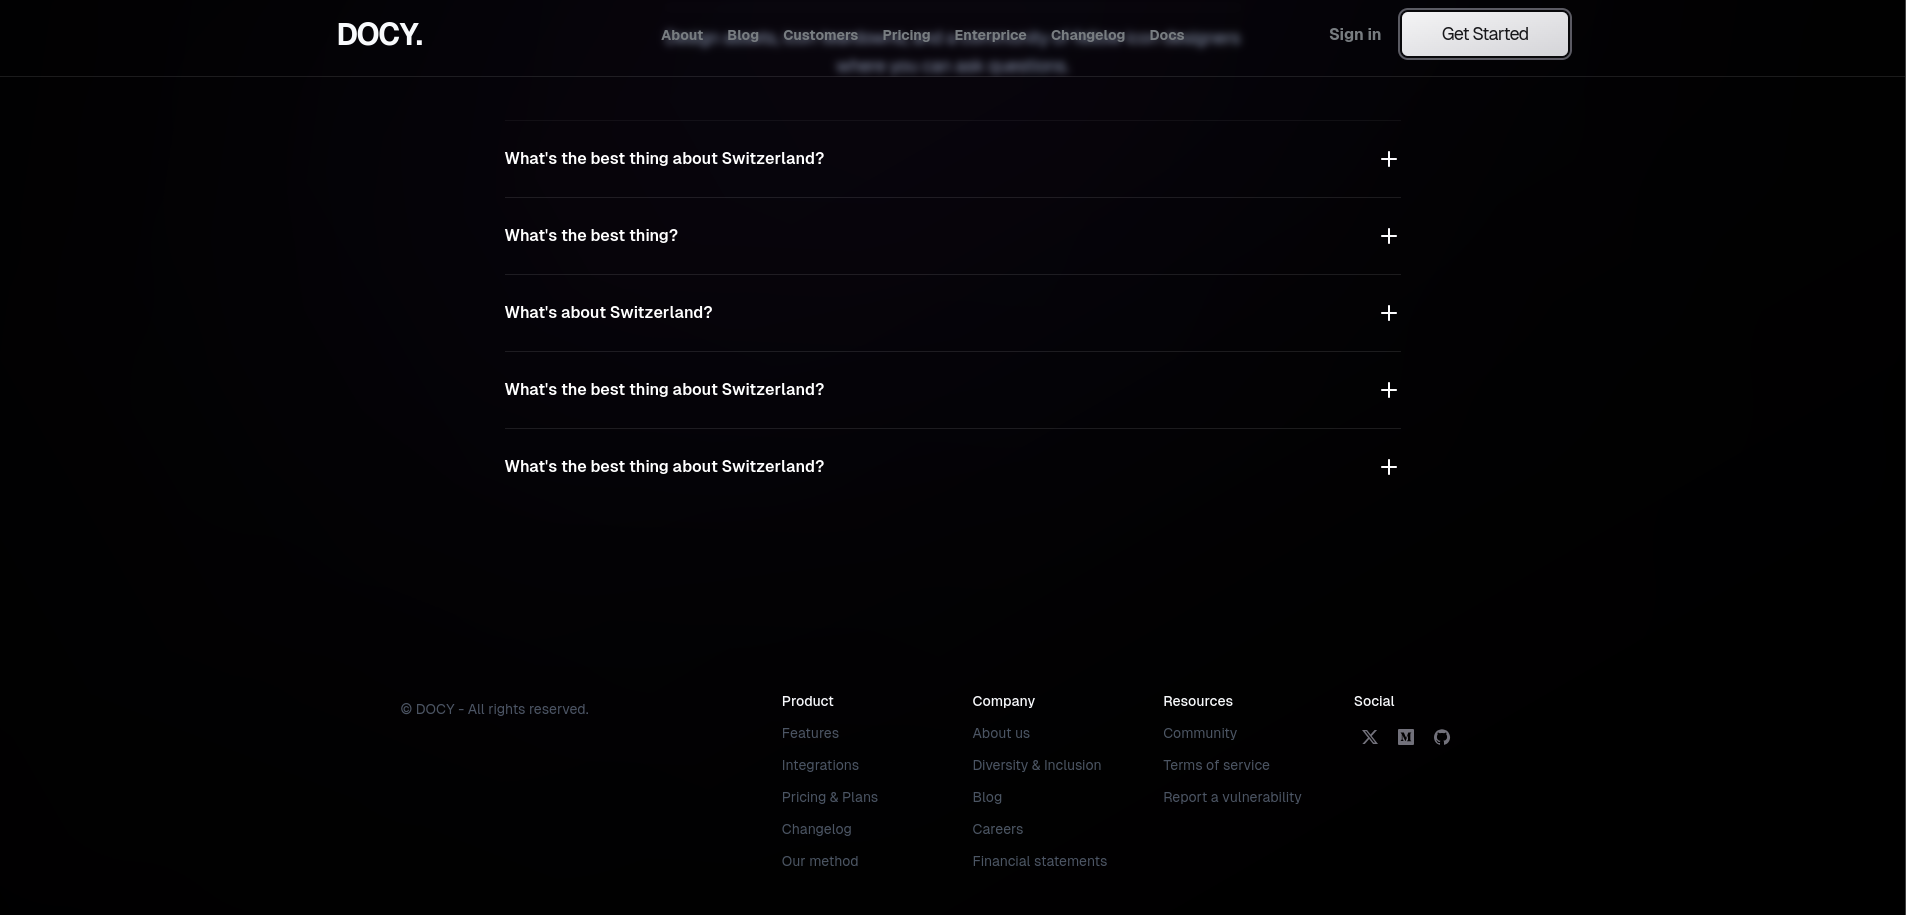 DOCY.
About Blog Customers Pricing Enterprice Changelog Docs
Sign in
Get Started
where you can ask questions.
What's the best thing about Switzerland?
What's the best thing?
What's about Switzerland?
What's the best thing about Switzerland?
What's the best thing about Switzerland?
© DOCY - All rights reserved.
Product
Features
Integrations
Pricing & Plans
Changelog
Our method
Company
About us
Diversity & Inclusion
Blog
Careers
Financial statements
Resources
Community
Terms of service
Report a vulnerability
Social